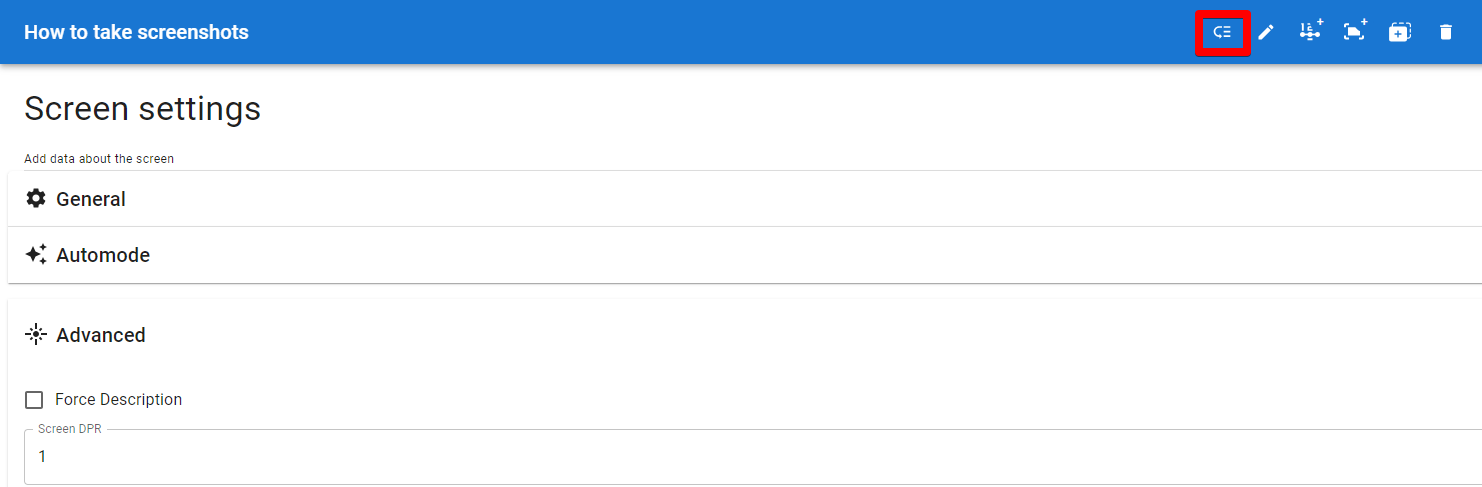 How to take screenshots
Screen settings
Add data about the screen
General
Automode
Advanced
Force Description
Screen DPR
1